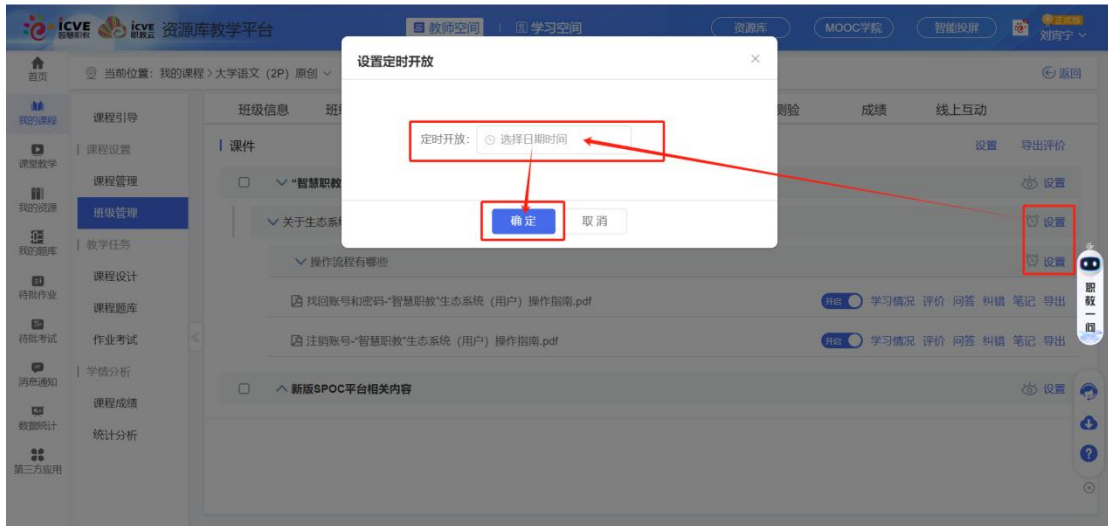 icve 智慧职教 icve 职教云 资源库教学平台 教师空间 学习空间 资源库 MOOC学院 智能投屏 正式版 刘宵宁
首页 当前位置：我的课程 > 大学语文（2P）原创 返回
设置定时开放
我的课程 课程引导 班级信息 测验 成绩 线上互动
课堂教学 课程设置 课件 设置 导出评价
定时开放： 选择日期时间
我的资源 课程管理 “智慧职教 设置
班级管理 关于生态系统 设置
确定 取消
我的题库 教学任务 操作流程有哪些 设置
待批作业 课程设计
课程题库 找回账号和密码-“智慧职教”生态系统（用户）操作指南.pdf 开启 学习情况 评价 问答 纠错 笔记 导出
待批考试 作业考试 注销账号-“智慧职教”生态系统（用户）操作指南.pdf 开启 学习情况 评价 问答 纠错 笔记 导出
消息通知 学情分析
课程成绩 新版SPOC平台相关内容 设置
数据统计 统计分析
第三方应用
职教一问